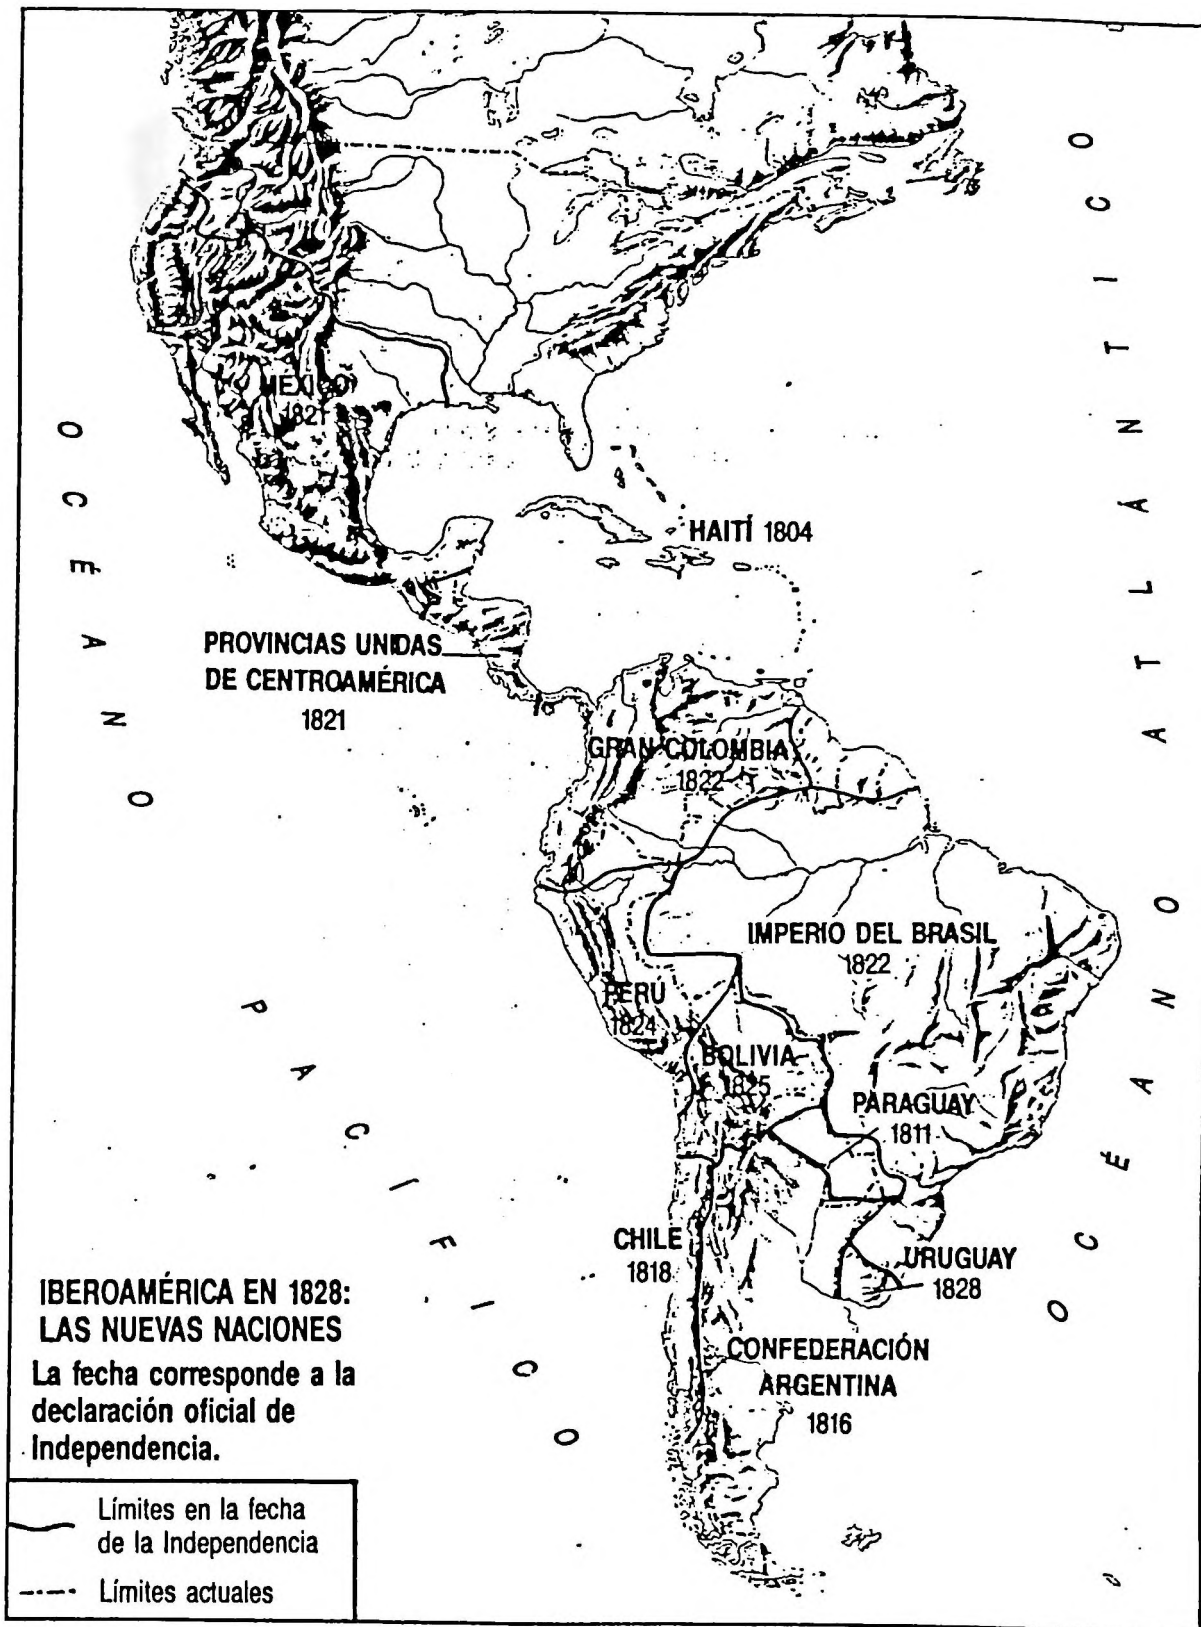 OCÉANO ATLÁNTICO
MÉXICO
1821
HAITÍ 1804
OCÉANO PACÍFICO
PROVINCIAS UNIDAS
DE CENTROAMÉRICA
1821
GRAN COLOMBIA
1822
IMPERIO DEL BRASIL
1822
PERÚ
1824
BOLIVIA
1825
PARAGUAY
1811
CHILE
1818
URUGUAY
1828
CONFEDERACIÓN
ARGENTINA
1816
IBEROAMÉRICA EN 1828:
LAS NUEVAS NACIONES
La fecha corresponde a la
declaración oficial de
Independencia.
Límites en la fecha
de la Independencia
Límites actuales